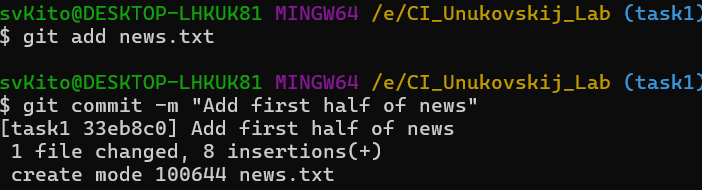 svKito@DESKTOP-LHKUK81 MINGW64 /e/CI_Unukovskij_Lab (task1)
$ git add news.txt
svKito@DESKTOP-LHKUK81 MINGW64 /e/CI_Unukovskij_Lab (task1)
$ git commit -m "Add first half of news"
[task1 33eb8c0] Add first half of news
 1 file changed, 8 insertions(+)
 create mode 100644 news.txt